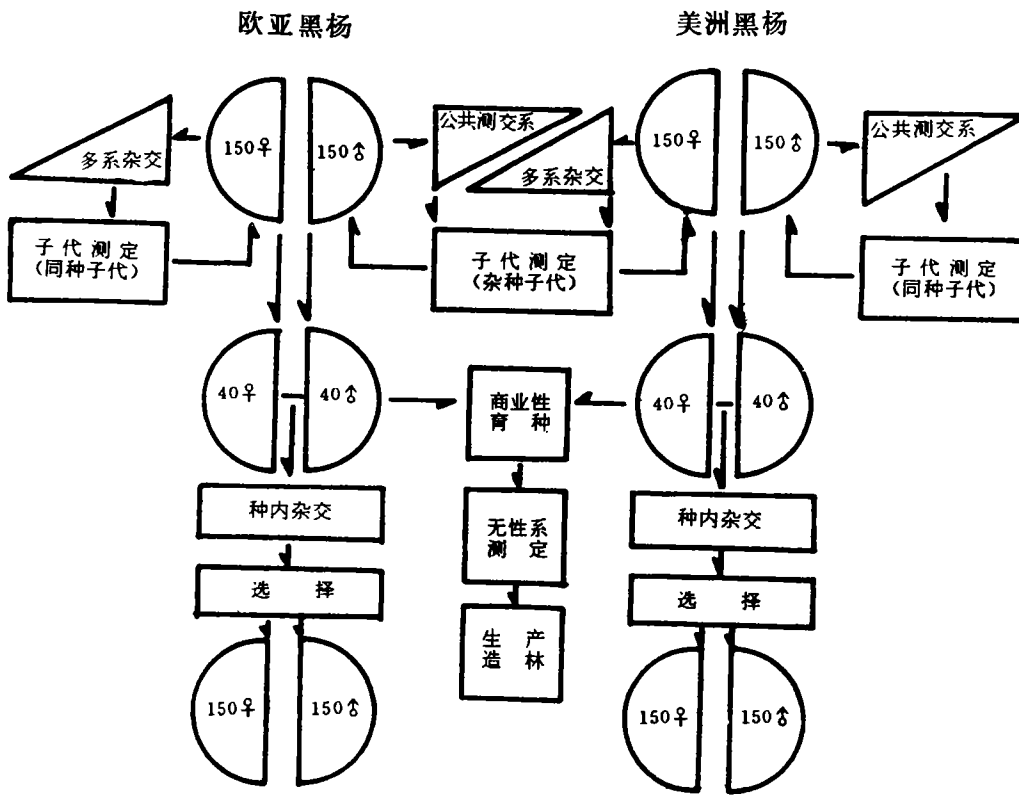 欧亚黑杨
美洲黑杨
150♀
150♂
公共测交系
多系杂交
150♀
150♂
公共测交系
多系杂交
子代测定
(同种子代)
子代测定
(杂种子代)
子代测定
(同种子代)
40♀
40♂
商业性
育种
40♀
40♂
种内杂交
无性系
测定
种内杂交
选择
选择
生产
造林
150♀
150♂
150♀
150♂